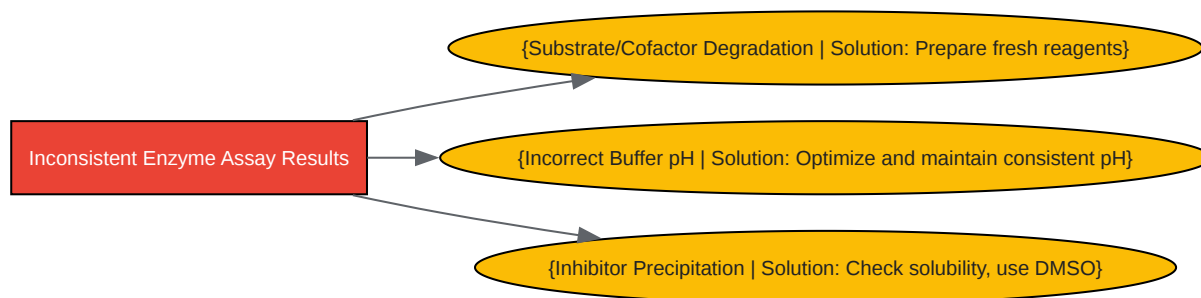 {Substrate/Cofactor Degradation | Solution: Prepare fresh reagents}
Inconsistent Enzyme Assay Results
{Incorrect Buffer pH | Solution: Optimize and maintain consistent pH}
{Inhibitor Precipitation | Solution: Check solubility, use DMSO}